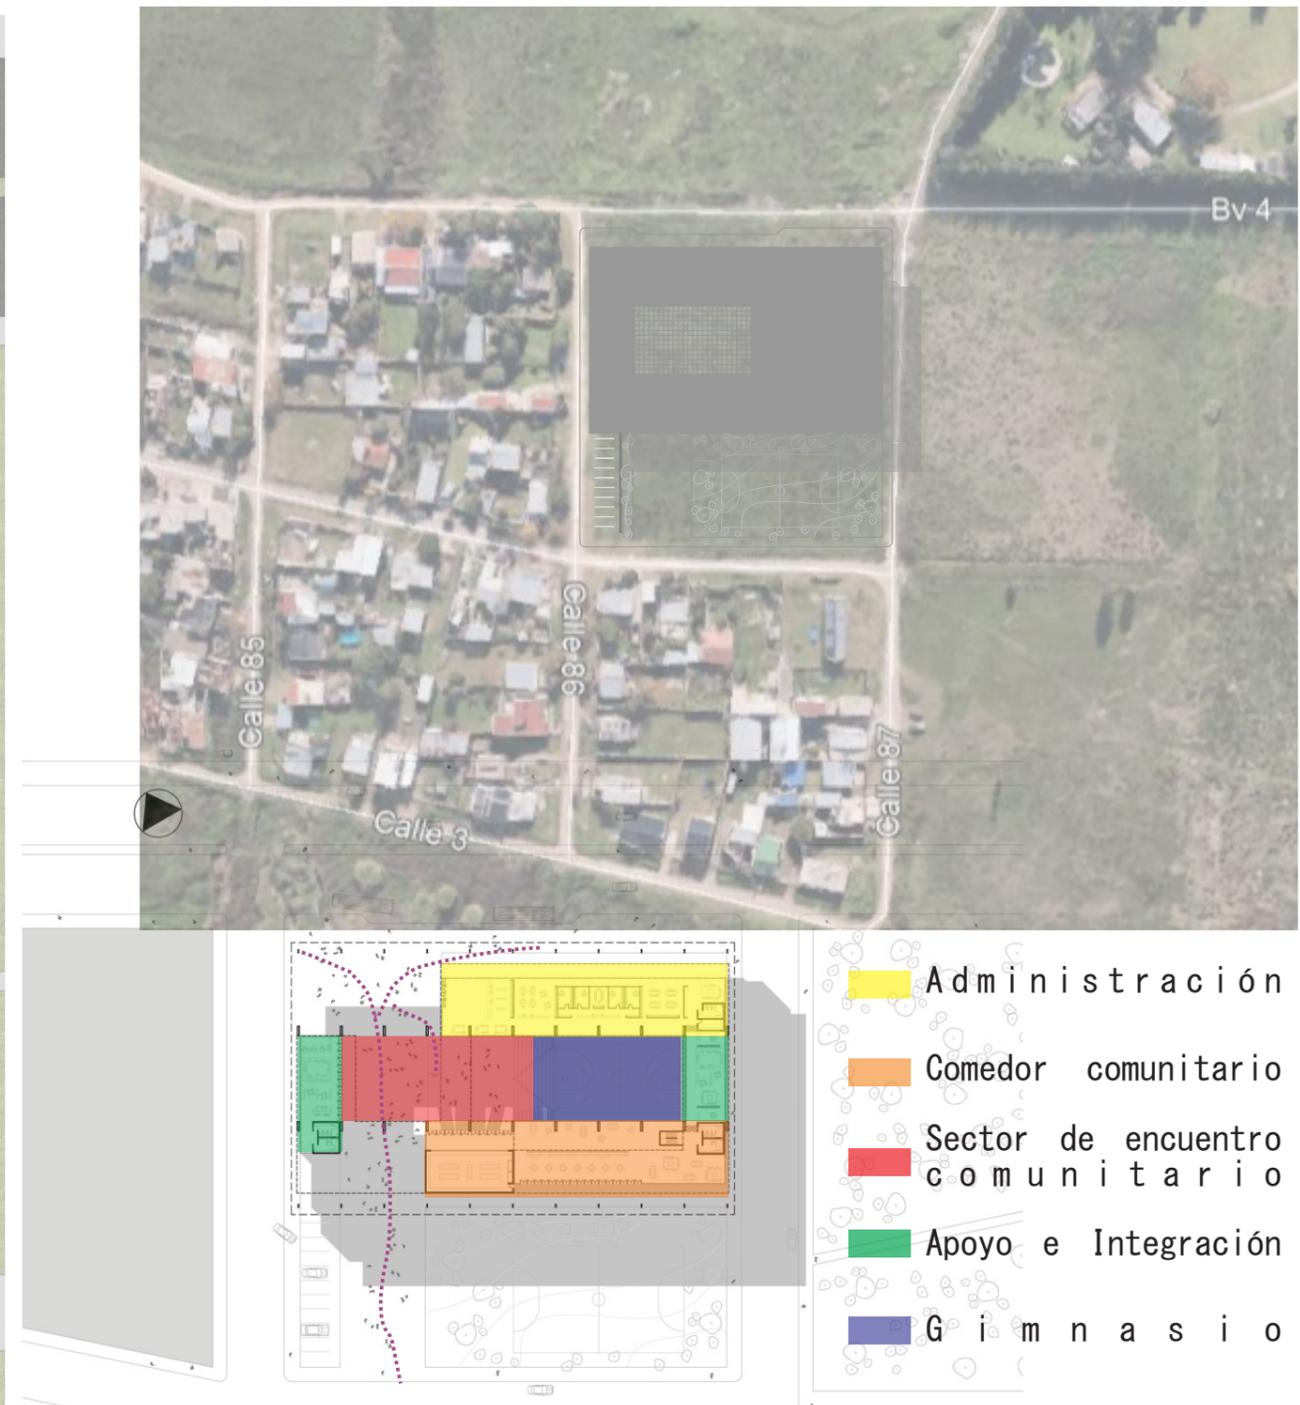 Bv 4
Calle 85
Calle 86
Calle 87
Calle 3
Administración
Comedor comunitario
Sector de encuentro
comunitario
Apoyo e Integración
Gimnasio